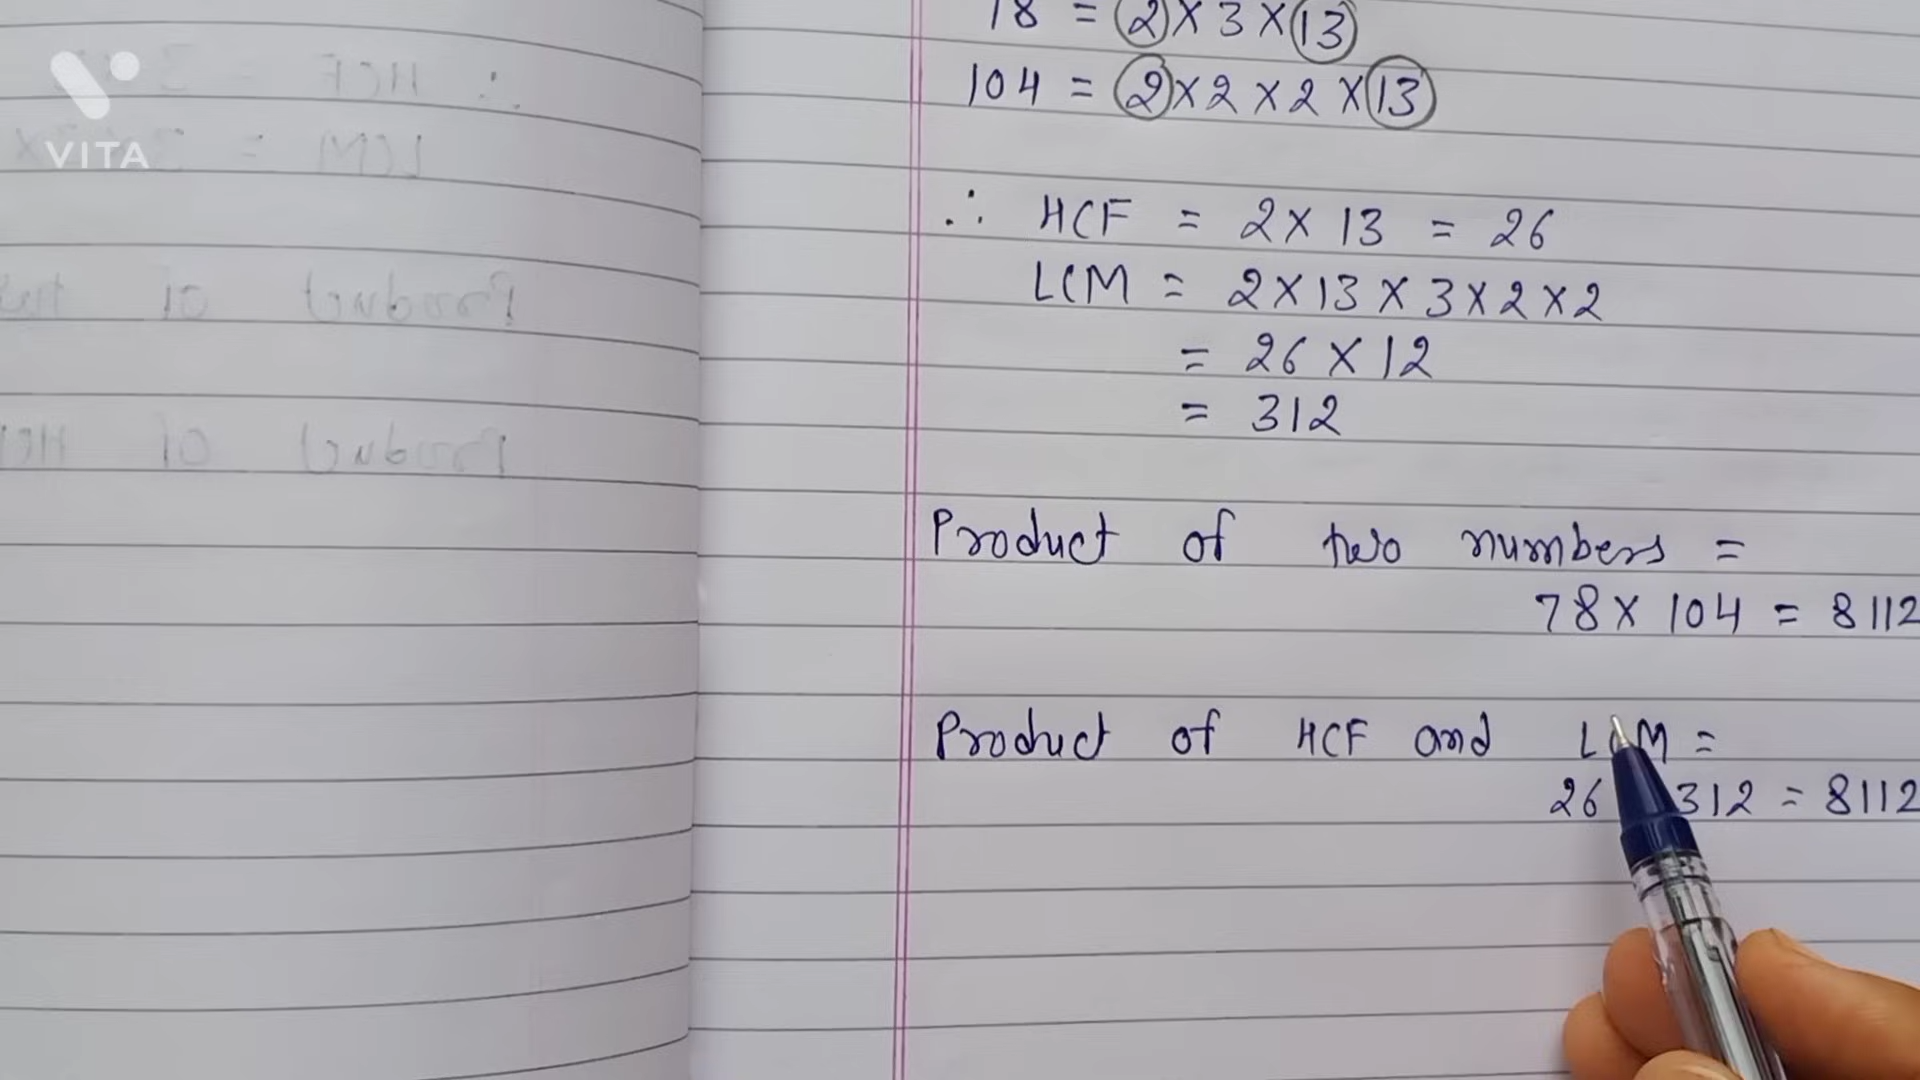 VITA
78 = 2 × 3 × 13
104 = 2 × 2 × 2 × 13
∴ HCF = 2 × 13 = 26
LCM = 2 × 13 × 3 × 2 × 2
= 26 × 12
= 312
Product of two numbers =
78 × 104 = 8112
Product of HCF and LCM =
26 312 = 8112